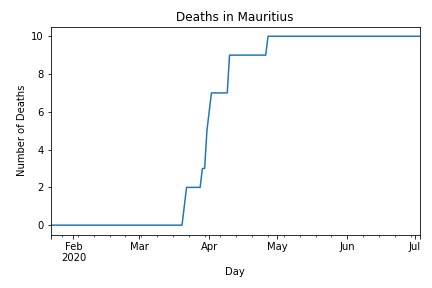 Deaths in Mauritius
Number of Deaths
10
8
6
4
2
0
Feb
2020
Mar
Apr
May
Jun
Jul
Day